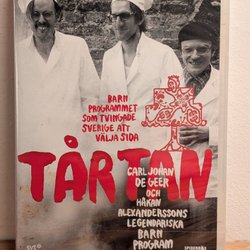 BARN
PROGRAMMET
SOM TVINGADE
SVERIGE ATT
VÄLJA SIDA
TÅRTAN
CARL JOHAN
DE GEER
OCH
HÅKAN
ALEXANDERSSONS
LEGENDARISKA
BARN
PROGRAM
svt